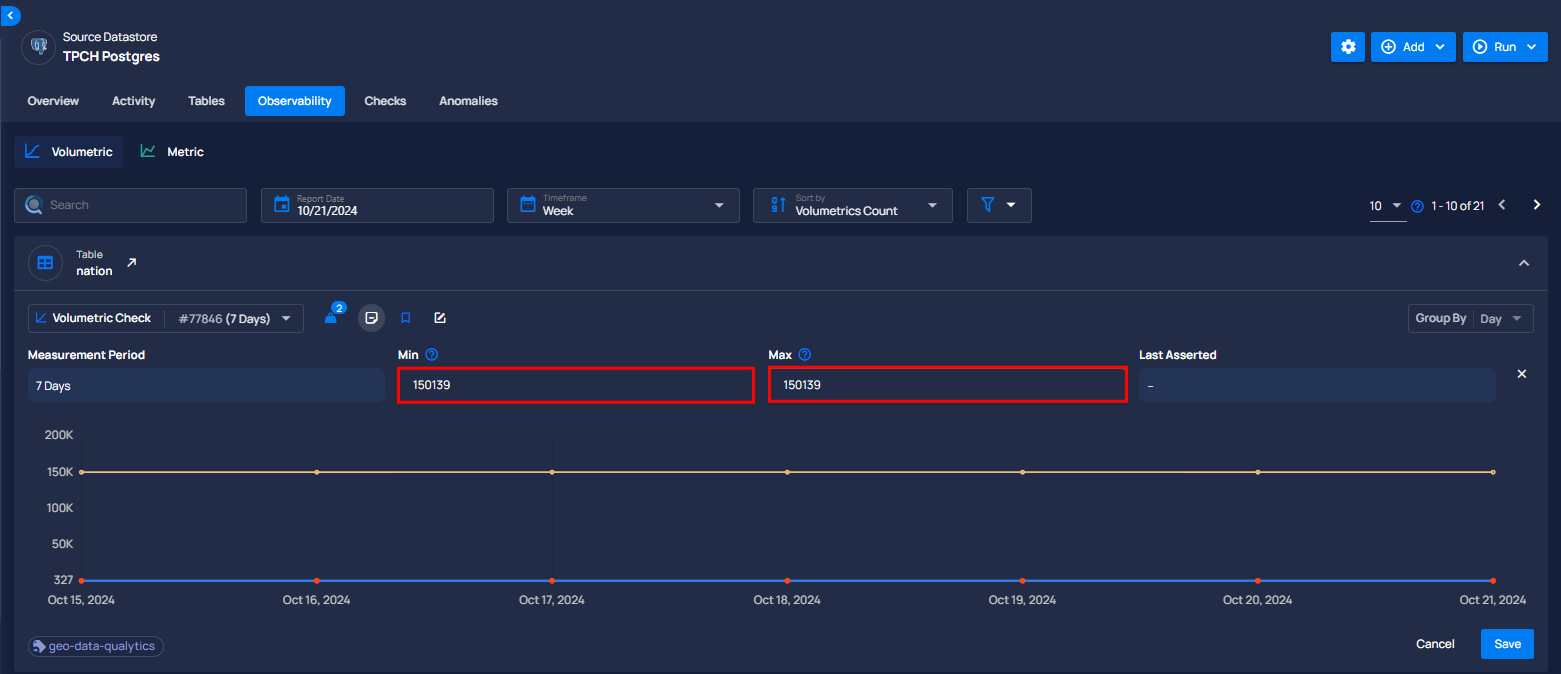 Source Datastore
TPCH Postgres
Add
Run
Overview Activity Tables Observability Checks Anomalies
Volumetric Metric
Search
Report Date
10/21/2024
Timeframe
Week
Sort by
Volumetrics Count
10
1 - 10 of 21
Table
nation
Volumetric Check #77846 (7 Days)
2
Group By Day
Measurement Period Min Max Last Asserted
7 Days 150139 150139 –
200K
150K
100K
50K
327
Oct 15, 2024 Oct 16, 2024 Oct 17, 2024 Oct 18, 2024 Oct 19, 2024 Oct 20, 2024 Oct 21, 2024
geo-data-qualytics
Cancel Save